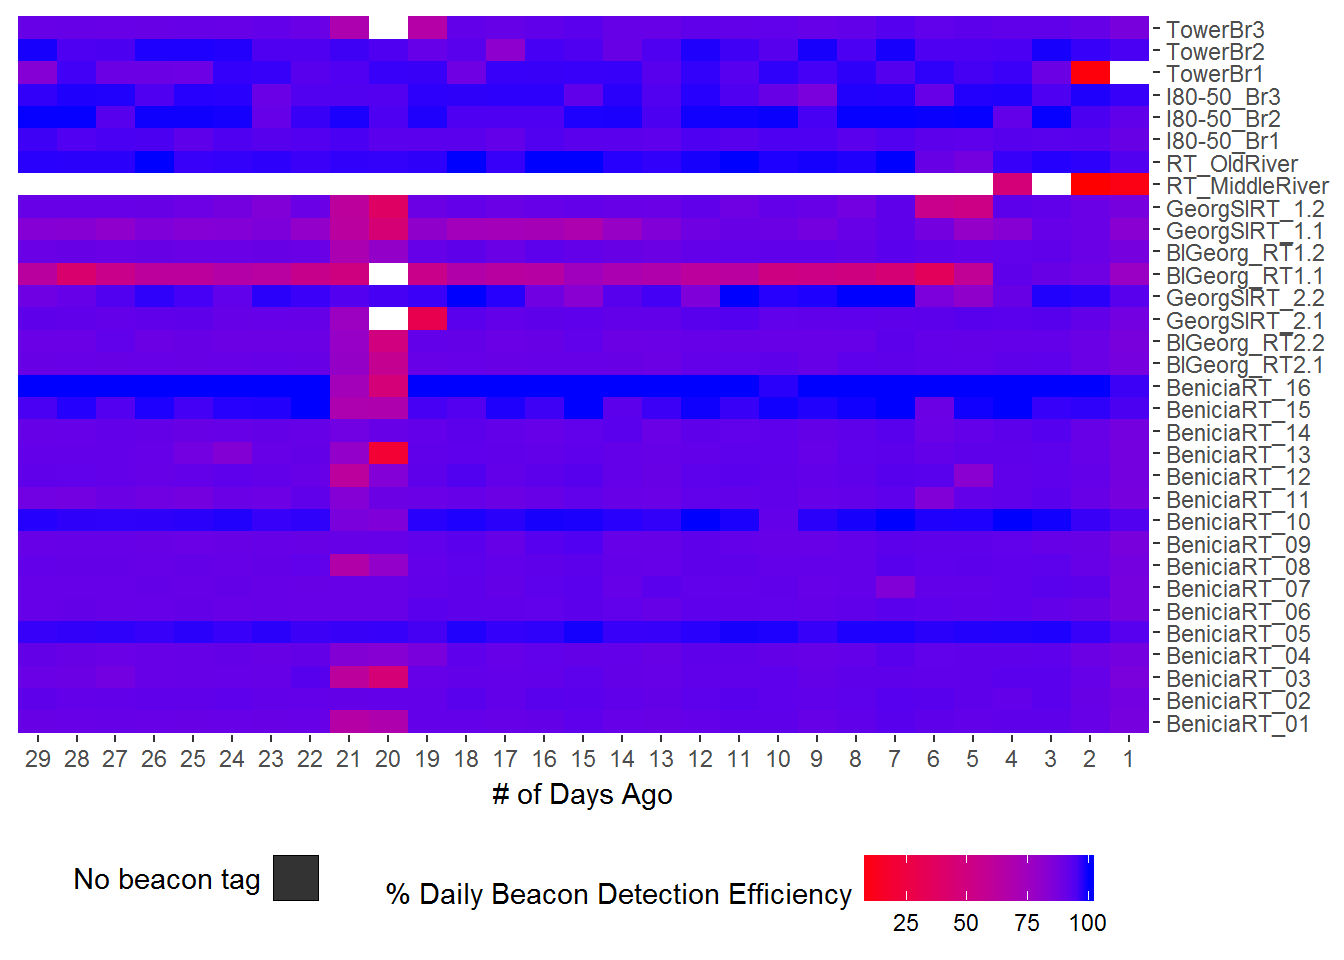 TowerBr3
TowerBr2
TowerBr1
I80-50_Br3
I80-50_Br2
I80-50_Br1
RT_OldRiver
RT_MiddleRiver
GeorgSlRT_1.2
GeorgSlRT_1.1
BlGeorg_RT1.2
BlGeorg_RT1.1
GeorgSlRT_2.2
GeorgSlRT_2.1
BlGeorg_RT2.2
BlGeorg_RT2.1
BeniciaRT_16
BeniciaRT_15
BeniciaRT_14
BeniciaRT_13
BeniciaRT_12
BeniciaRT_11
BeniciaRT_10
BeniciaRT_09
BeniciaRT_08
BeniciaRT_07
BeniciaRT_06
BeniciaRT_05
BeniciaRT_04
BeniciaRT_03
BeniciaRT_02
BeniciaRT_01
29 28 27 26 25 24 23 22 21 20 19 18 17 16 15 14 13 12 11 10 9 8 7 6 5 4 3 2 1
# of Days Ago
No beacon tag
% Daily Beacon Detection Efficiency
25 50 75 100